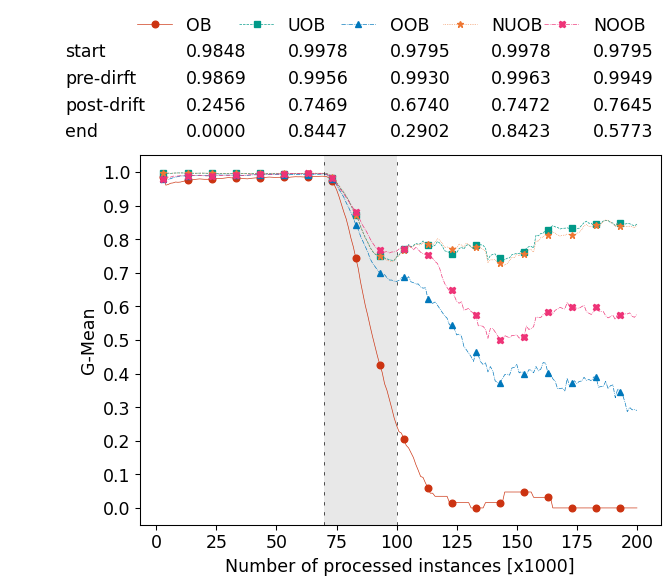 OB UOB OOB NUOB NOOB
start 0.9848 0.9978 0.9795 0.9978 0.9795
pre-dirft 0.9869 0.9956 0.9930 0.9963 0.9949
post-drift 0.2456 0.7469 0.6740 0.7472 0.7645
end 0.0000 0.8447 0.2902 0.8423 0.5773
1.0
0.9
0.8
0.7
0.6
0.5
0.4
0.3
0.2
0.1
0.0
G-Mean
0 25 50 75 100 125 150 175 200
Number of processed instances [x1000]